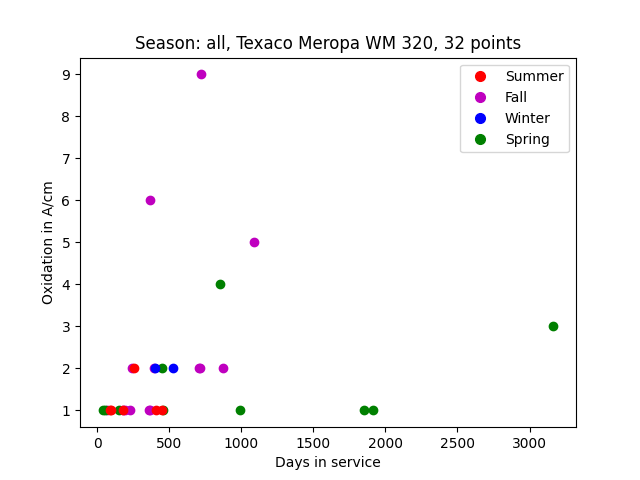 Season: all, Texaco Meropa WM 320, 32 points
Summer
Fall
Winter
Spring
Oxidation in A/cm
9
8
7
6
5
4
3
2
1
0 500 1000 1500 2000 2500 3000
Days in service